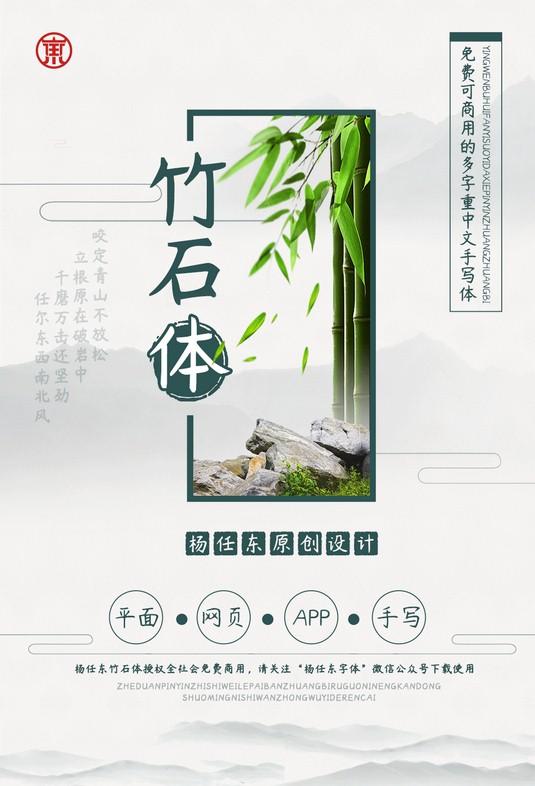 免费可商用的多字重中文手写体
YINGWENBUHUIFANYISUOYIDAXIEPINYINZHUANGZHUANGBI
竹石体
咬定青山不放松
立根原在破岩中
千磨万击还坚劲
任尔东西南北风
杨任东原创设计
平面 ● 网页 ● APP ● 手写
杨任东竹石体授权全社会免费商用，请关注“杨任东字体”微信公众号下载使用
ZHEDUANPINYINZHISHIWEILEPAIBANZHUANGBIRUGUONINENGKANDONG
SHUOMINGNISHIWANZHONGWUYIDERENCAI